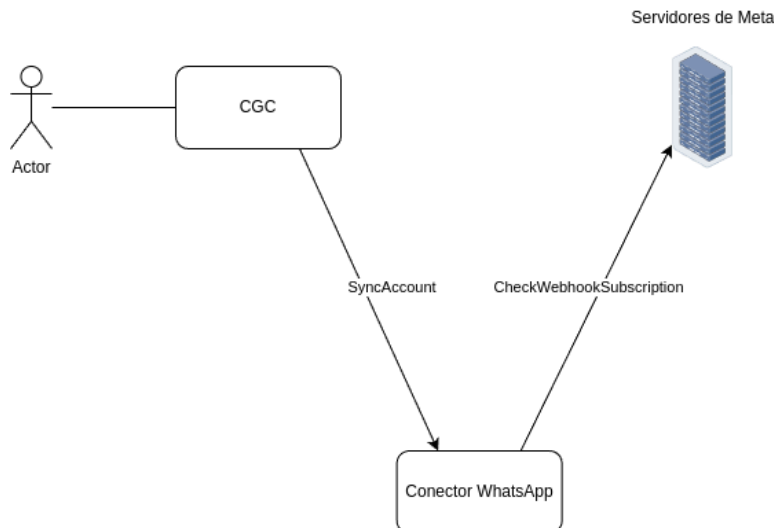 Servidores de Meta
CGC
Actor
SyncAccount
CheckWebhookSubscription
Conector WhatsApp